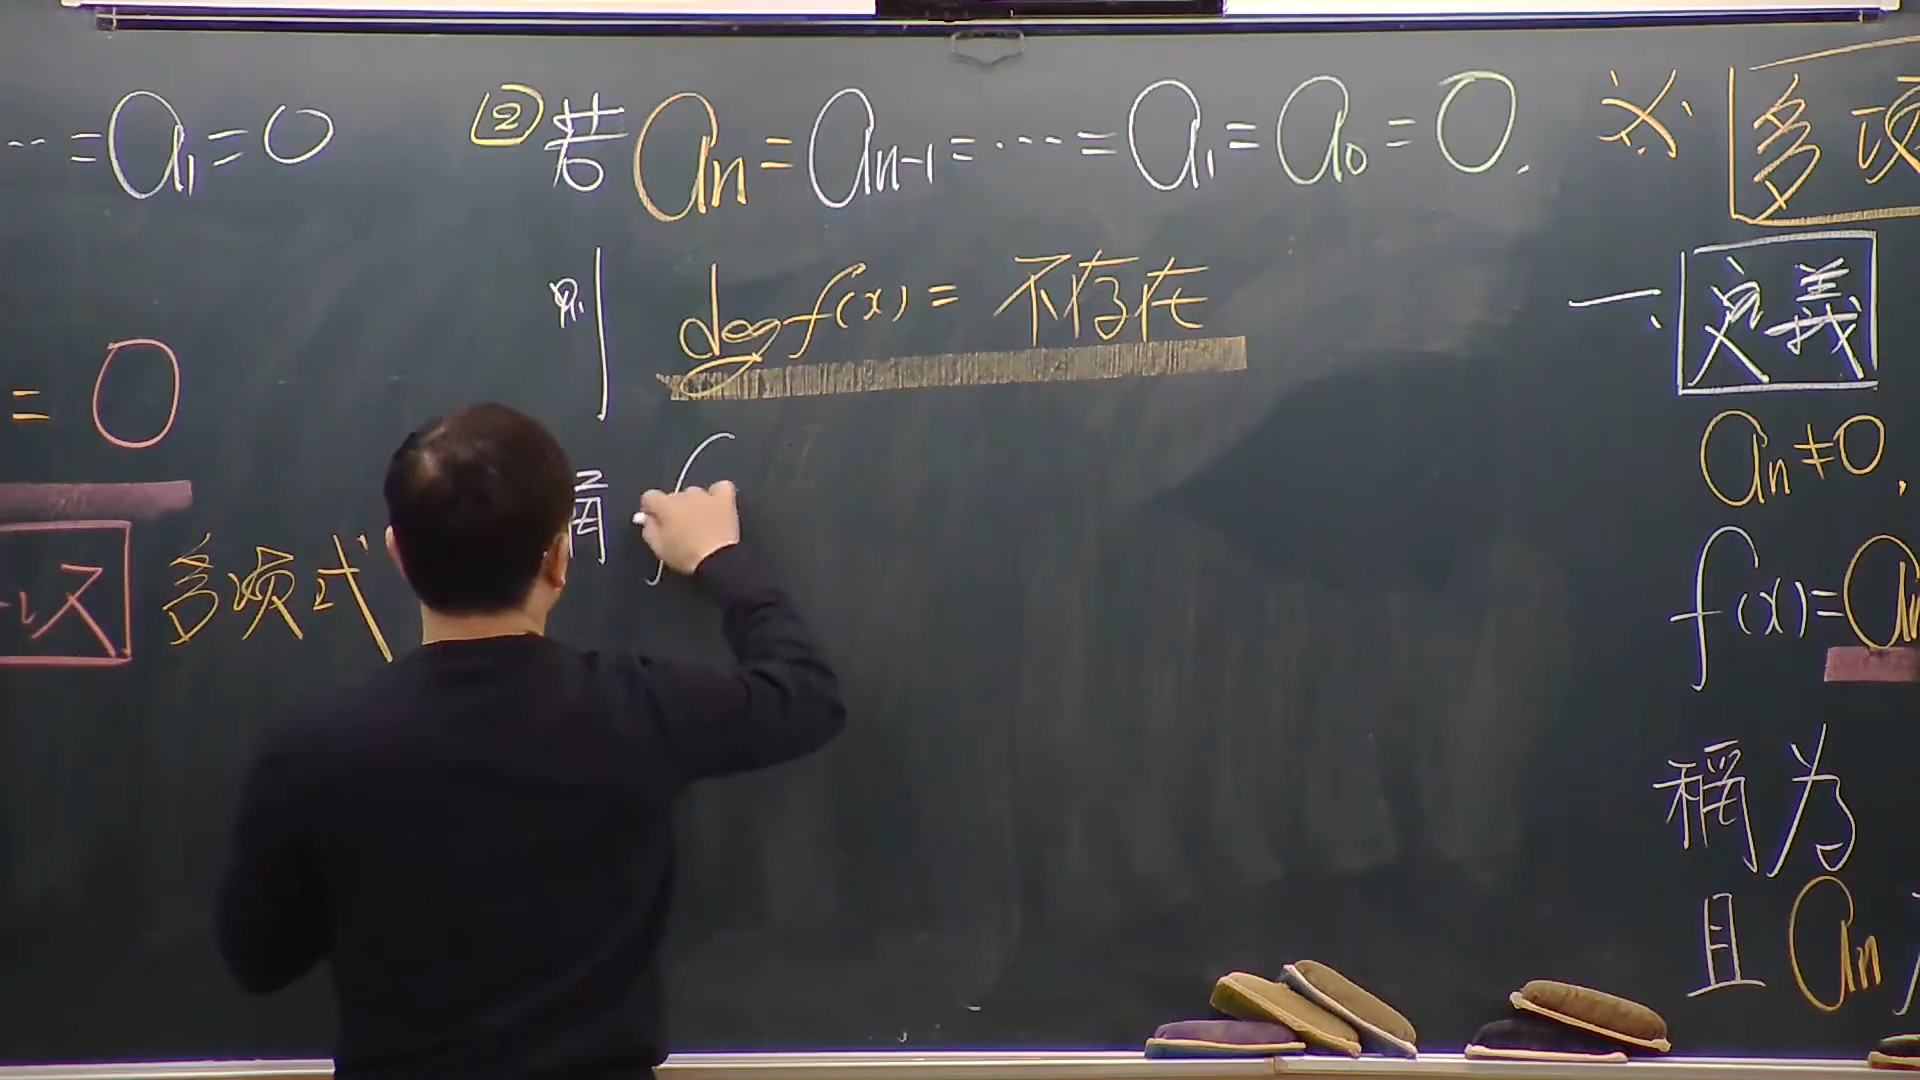 … = a₁ = 0
= 0
多項式
② 若 aₙ = aₙ₋₁ = … = a₁ = a₀ = 0.
則 deg f(x) = 不存在
f
※ 多項
一、定義
aₙ ≠ 0,
f(x) = a
稱為
且 aₙ